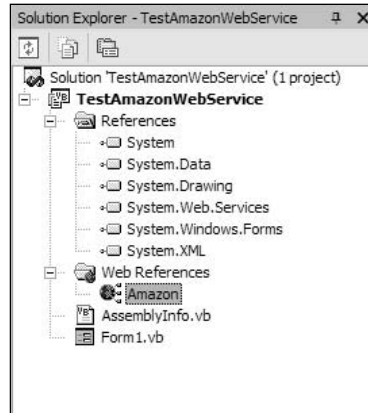 Solution Explorer - TestAmazonWebService
Solution 'TestAmazonWebService' (1 project)
TestAmazonWebService
References
System
System.Data
System.Drawing
System.Web.Services
System.Windows.Forms
System.XML
Web References
Amazon
AssemblyInfo.vb
Form1.vb